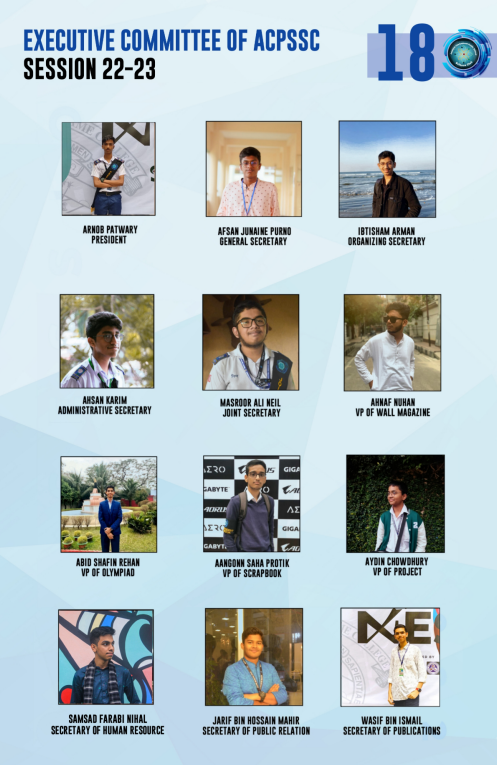 EXECUTIVE COMMITTEE OF ACPSSC
SESSION 22-23
18
ARNOB PATWARY
PRESIDENT
AFSAN JUNAINE PURNO
GENERAL SECRETARY
IBTISHAM ARMAN
ORGANIZING SECRETARY
AHSAN KARIM
ADMINISTRATIVE SECRETARY
MASROOR ALI NEIL
JOINT SECRETARY
AHNAF NUHAN
VP OF WALL MAGAZINE
GIGABYTE
ABID SHAFIN REHAN
VP OF OLYMPIAD
AANGONN SAHA PROTIK
VP OF SCRAPBOOK
AYDIN CHOWDHURY
VP OF PROJECT
SAMSAD FARABI NIHAL
SECRETARY OF HUMAN RESOURCE
JARIF BIN HOSSAIN MAHIR
SECRETARY OF PUBLIC RELATION
WASIF BIN ISMAIL
SECRETARY OF PUBLICATIONS